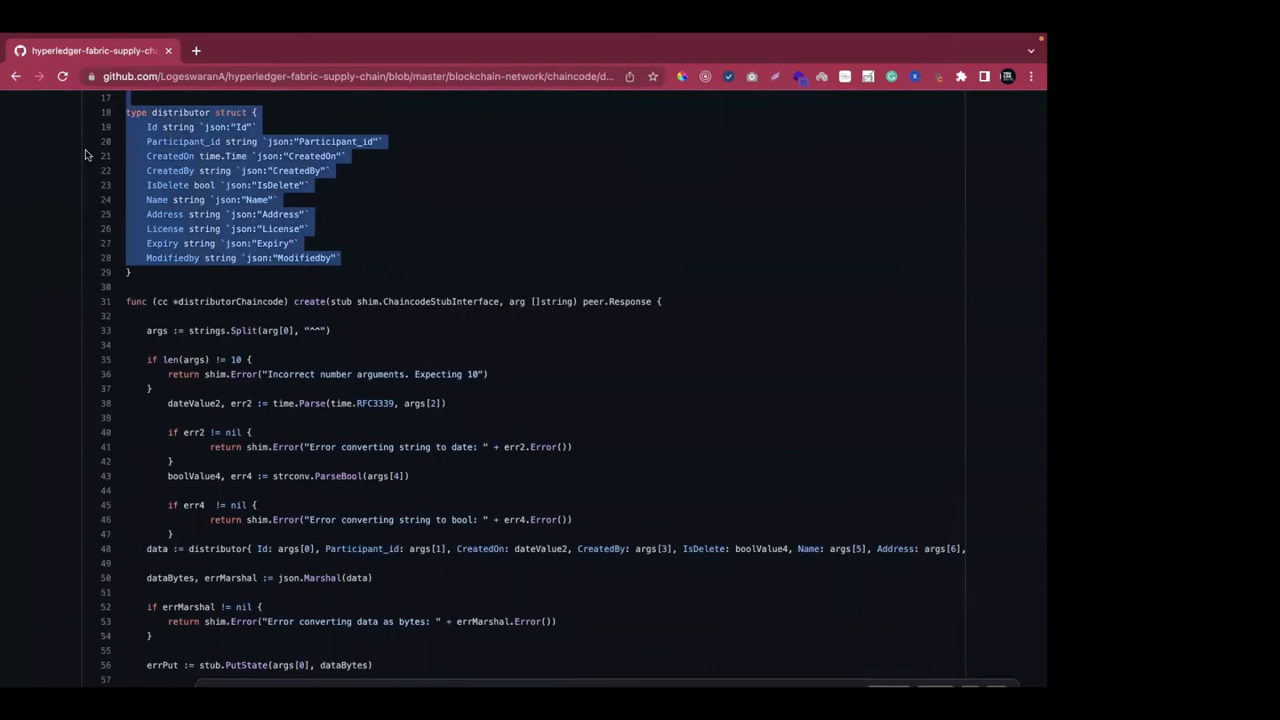 hyperledger-fabric-supply-ch
github.com/LogeswaranA/hyperledger-fabric-supply-chain/blob/master/blockchain-network/chaincode/d...
17
18 type distributor struct {
19 Id string `json:"Id"`
20 Participant_id string `json:"Participant_id"`
21 CreatedOn time.Time `json:"CreatedOn"`
22 CreatedBy string `json:"CreatedBy"`
23 IsDelete bool `json:"IsDelete"`
24 Name string `json:"Name"`
25 Address string `json:"Address"`
26 License string `json:"License"`
27 Expiry string `json:"Expiry"`
28 Modifiedby string `json:"Modifiedby"`
29 }
30
31 func (cc *distributorChaincode) create(stub shim.ChaincodeStubInterface, arg []string) peer.Response {
32
33 args := strings.Split(arg[0], "^^")
34
35 if len(args) != 10 {
36 return shim.Error("Incorrect number arguments. Expecting 10")
37 }
38 dateValue2, err2 := time.Parse(time.RFC3339, args[2])
39
40 if err2 != nil {
41 return shim.Error("Error converting string to date: " + err2.Error())
42 }
43 boolValue4, err4 := strconv.ParseBool(args[4])
44
45 if err4 != nil {
46 return shim.Error("Error converting string to bool: " + err4.Error())
47 }
48 data := distributor{ Id: args[0], Participant_id: args[1], CreatedOn: dateValue2, CreatedBy: args[3], IsDelete: boolValue4, Name: args[5], Address: args[6],
49
50 dataBytes, errMarshal := json.Marshal(data)
51
52 if errMarshal != nil {
53 return shim.Error("Error converting data as bytes: " + errMarshal.Error())
54 }
55
56 errPut := stub.PutState(args[0], dataBytes)
57